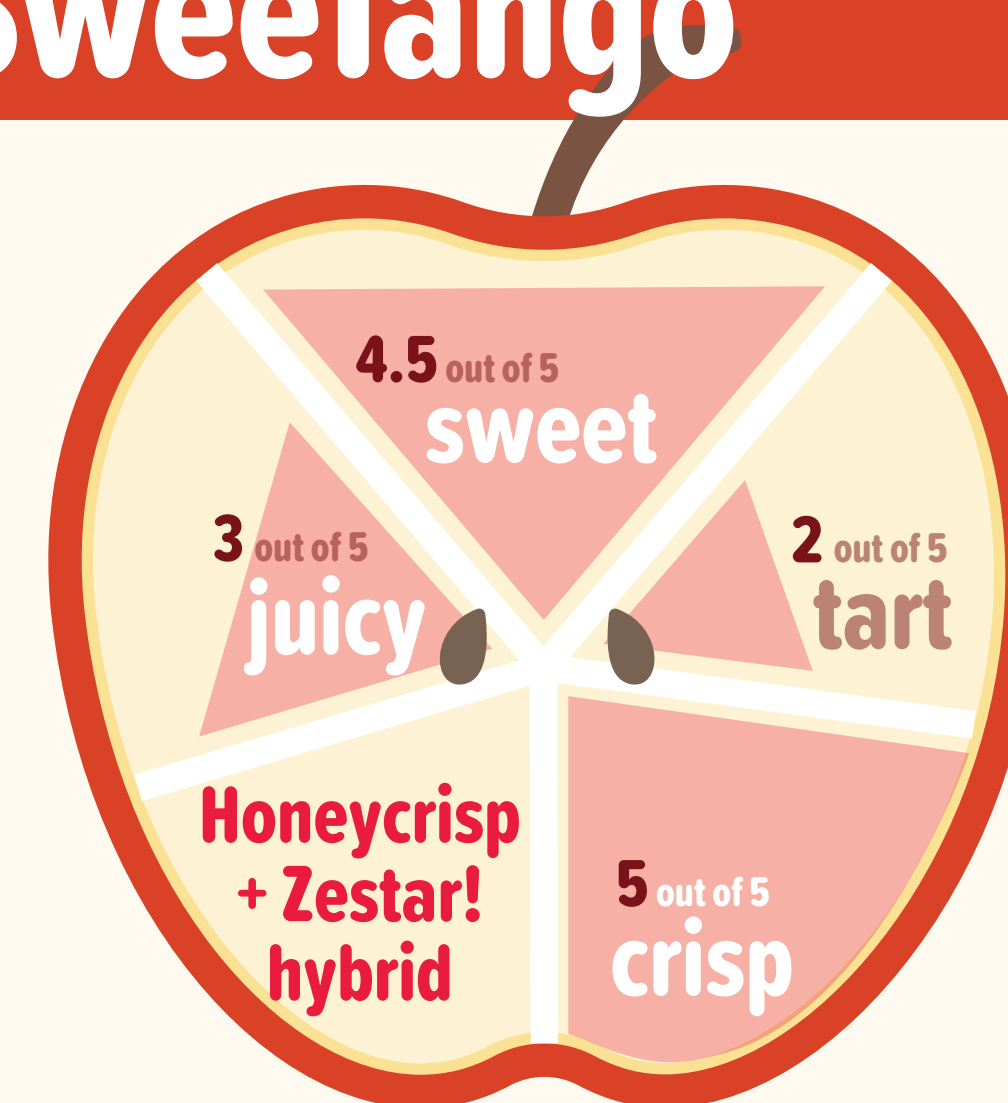 SweeTango
4.5 out of 5
sweet
3 out of 5
juicy
2 out of 5
tart
Honeycrisp
+ Zestar!
hybrid
5 out of 5
crisp